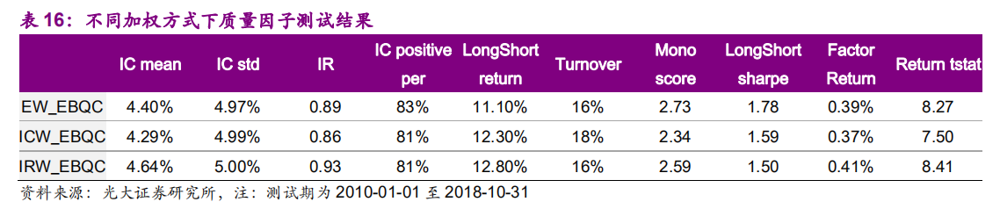 表 16：不同加权方式下质量因子测试结果
IC mean IC std IR IC positive per LongShort return Turnover Mono score LongShort sharpe Factor Return Return tstat
EW_EBQC 4.40% 4.97% 0.89 83% 11.10% 16% 2.73 1.78 0.39% 8.27
ICW_EBQC 4.29% 4.99% 0.86 81% 12.30% 18% 2.34 1.59 0.37% 7.50
IRW_EBQC 4.64% 5.00% 0.93 81% 12.80% 16% 2.59 1.50 0.41% 8.41
资料来源：光大证券研究所，注：测试期为 2010-01-01 至 2018-10-31